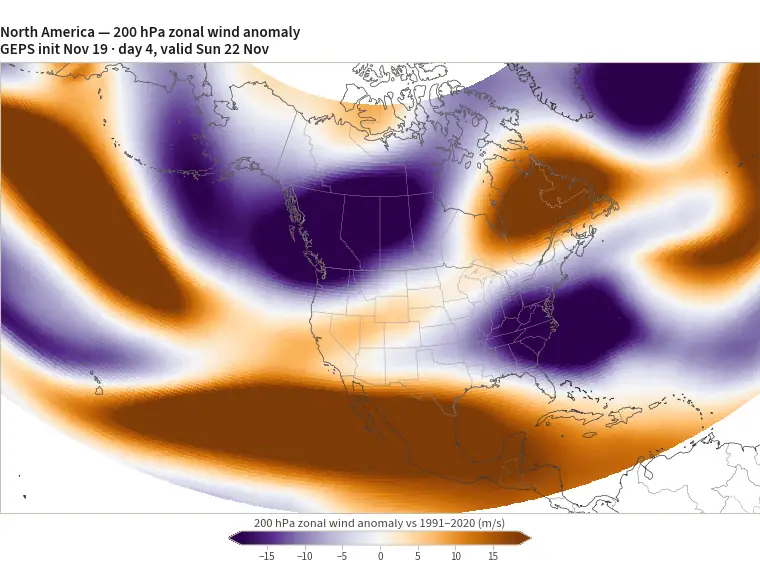 North America — 200 hPa zonal wind anomaly
GEPS init Nov 19 · day 4, valid Sun 22 Nov
200 hPa zonal wind anomaly vs 1991–2020 (m/s)
−15 −10 −5 0 5 10 15